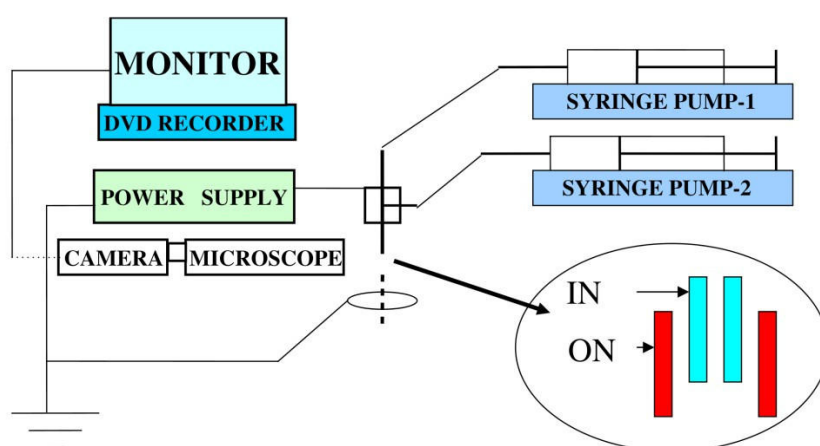 MONITOR
DVD RECORDER
POWER SUPPLY
CAMERA
MICROSCOPE
SYRINGE PUMP-1
SYRINGE PUMP-2
IN
ON